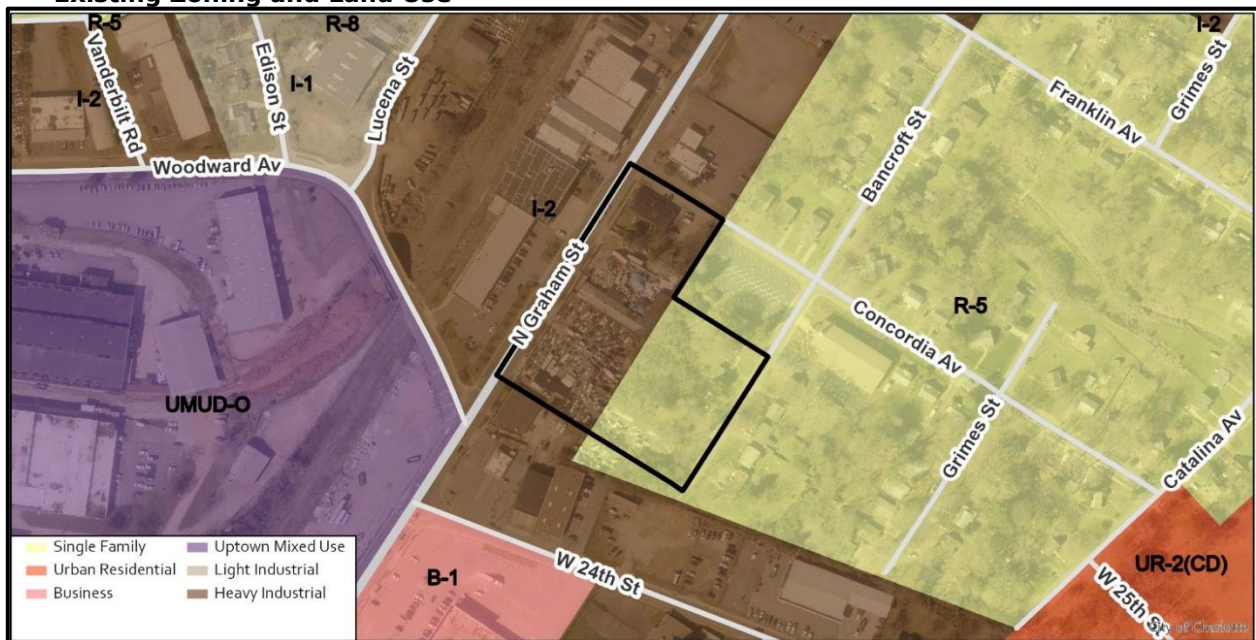 Existing Zoning and Land Use
R-5
R-8
I-2
Vanderbilt Rd
Edison St
I-1
Lucena St
I-2
Grimes St
Franklin Av
Bancroft St
Woodward Av
I-2
N Graham St
R-5
Concordia Av
UMUD-O
Grimes St
Catalina Av
Single Family
Urban Residential
Business
Uptown Mixed Use
Light Industrial
Heavy Industrial
B-1
W 24th St
UR-2(CD)
W 25th St
City of Charlotte